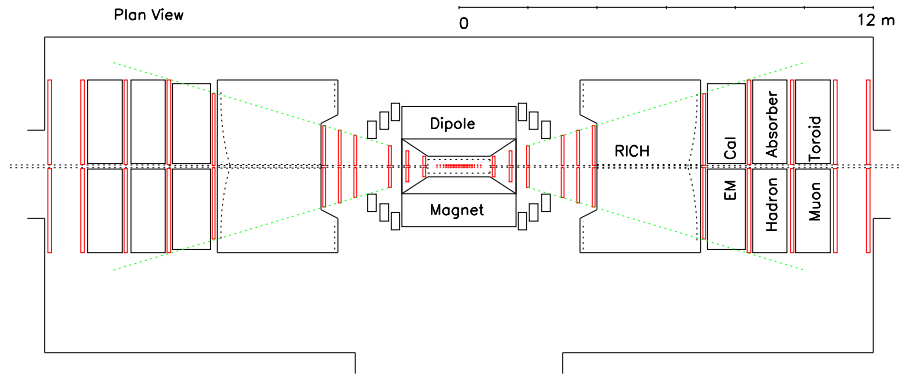 Plan View
0
12 m
Dipole
Magnet
RICH
EM Cal
Hadron Absorber
Muon Toroid